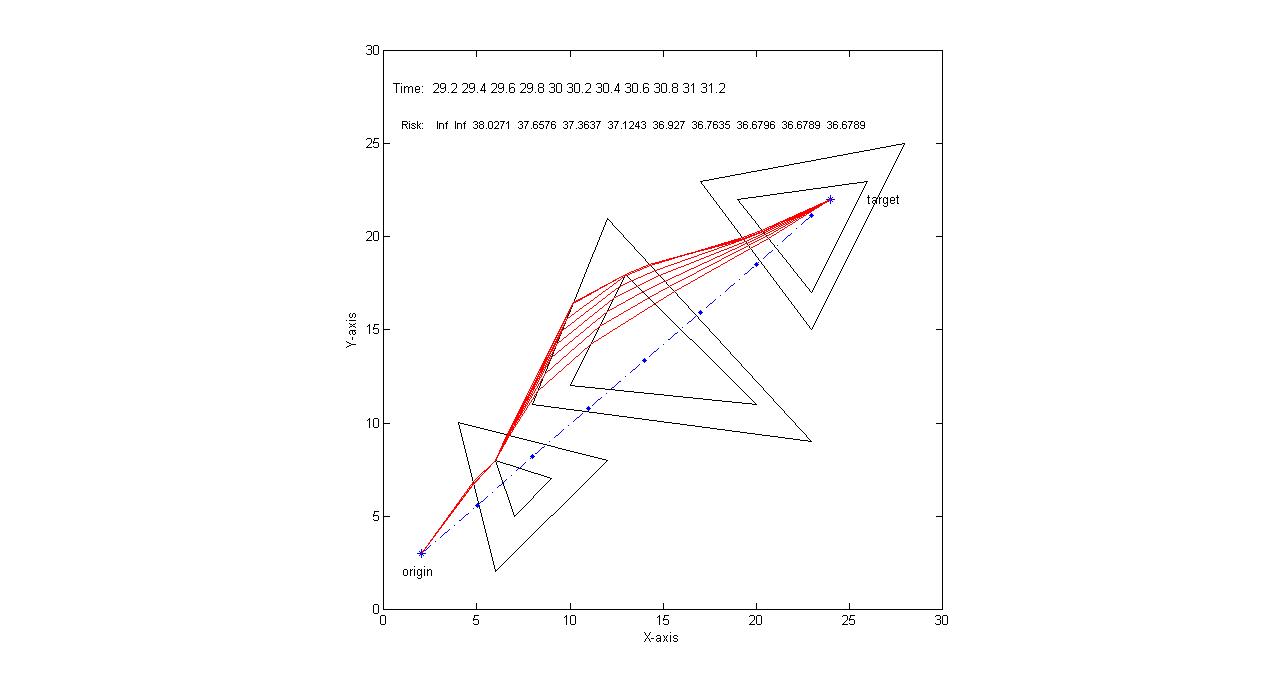 30
Time: 29.2 29.4 29.6 29.8 30 30.2 30.4 30.6 30.8 31 31.2
Risk: Inf Inf 38.0271 37.6576 37.3637 37.1243 36.927 36.7635 36.6796 36.6789 36.6789
25
target
20
15
Y-axis
10
5
origin
0
0 5 10 15 20 25 30
X-axis